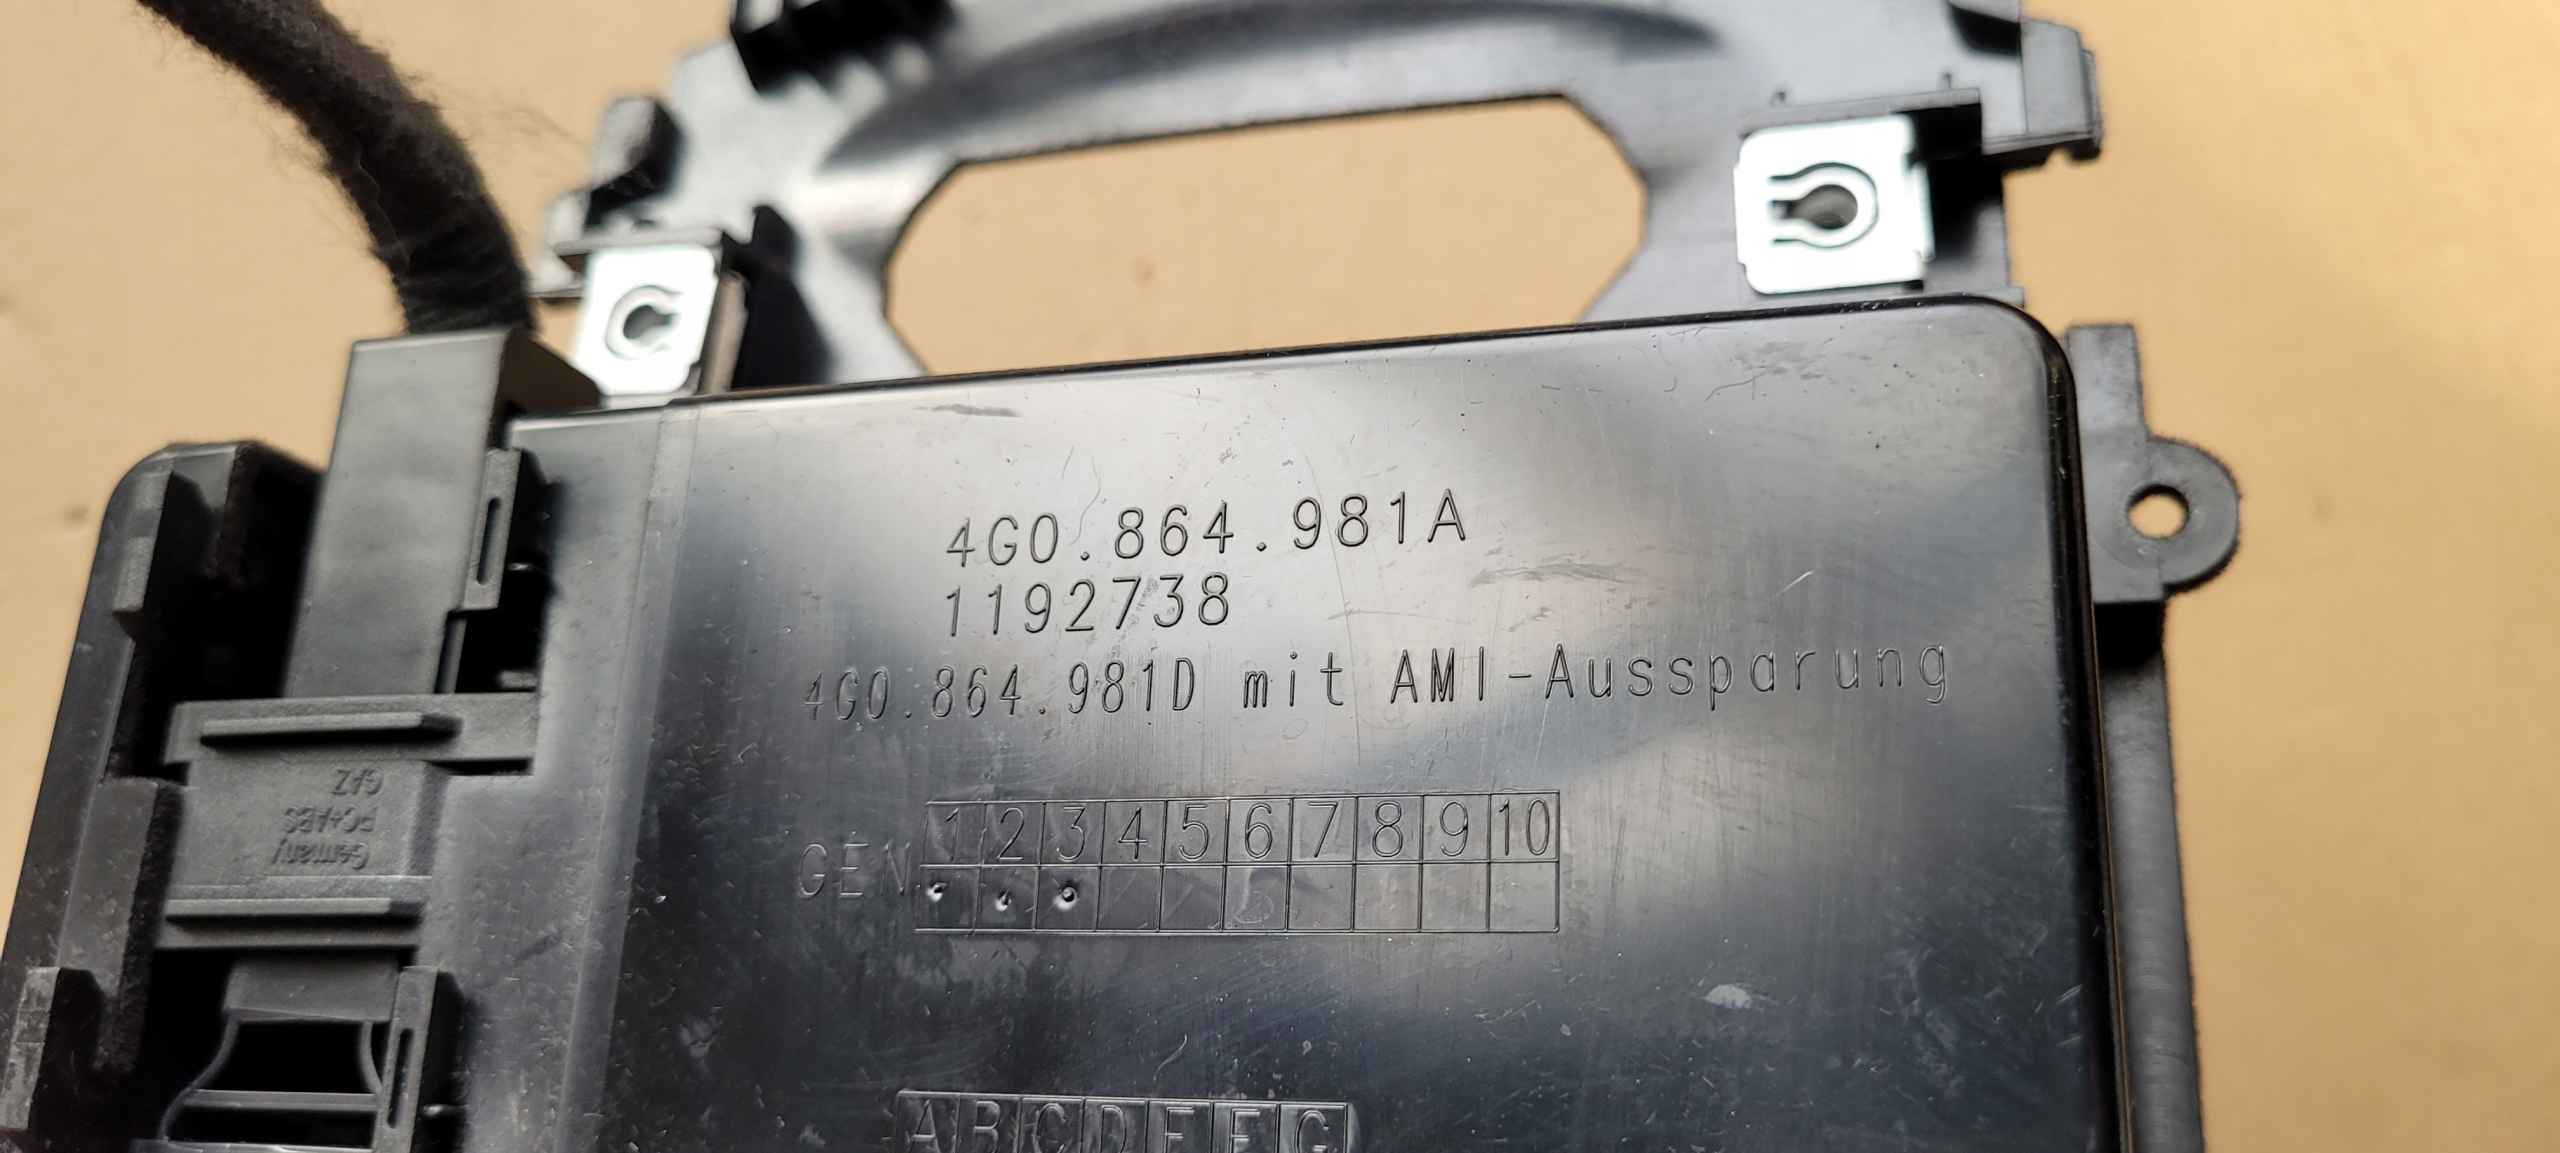 4G0.864.981A
1192738
4G0.864.981D mit AMI-Aussparung
1 2 3 4 5 6 7 8 9 10
GEN
Germany
PC+ABS
GAZ
A B C D E F G